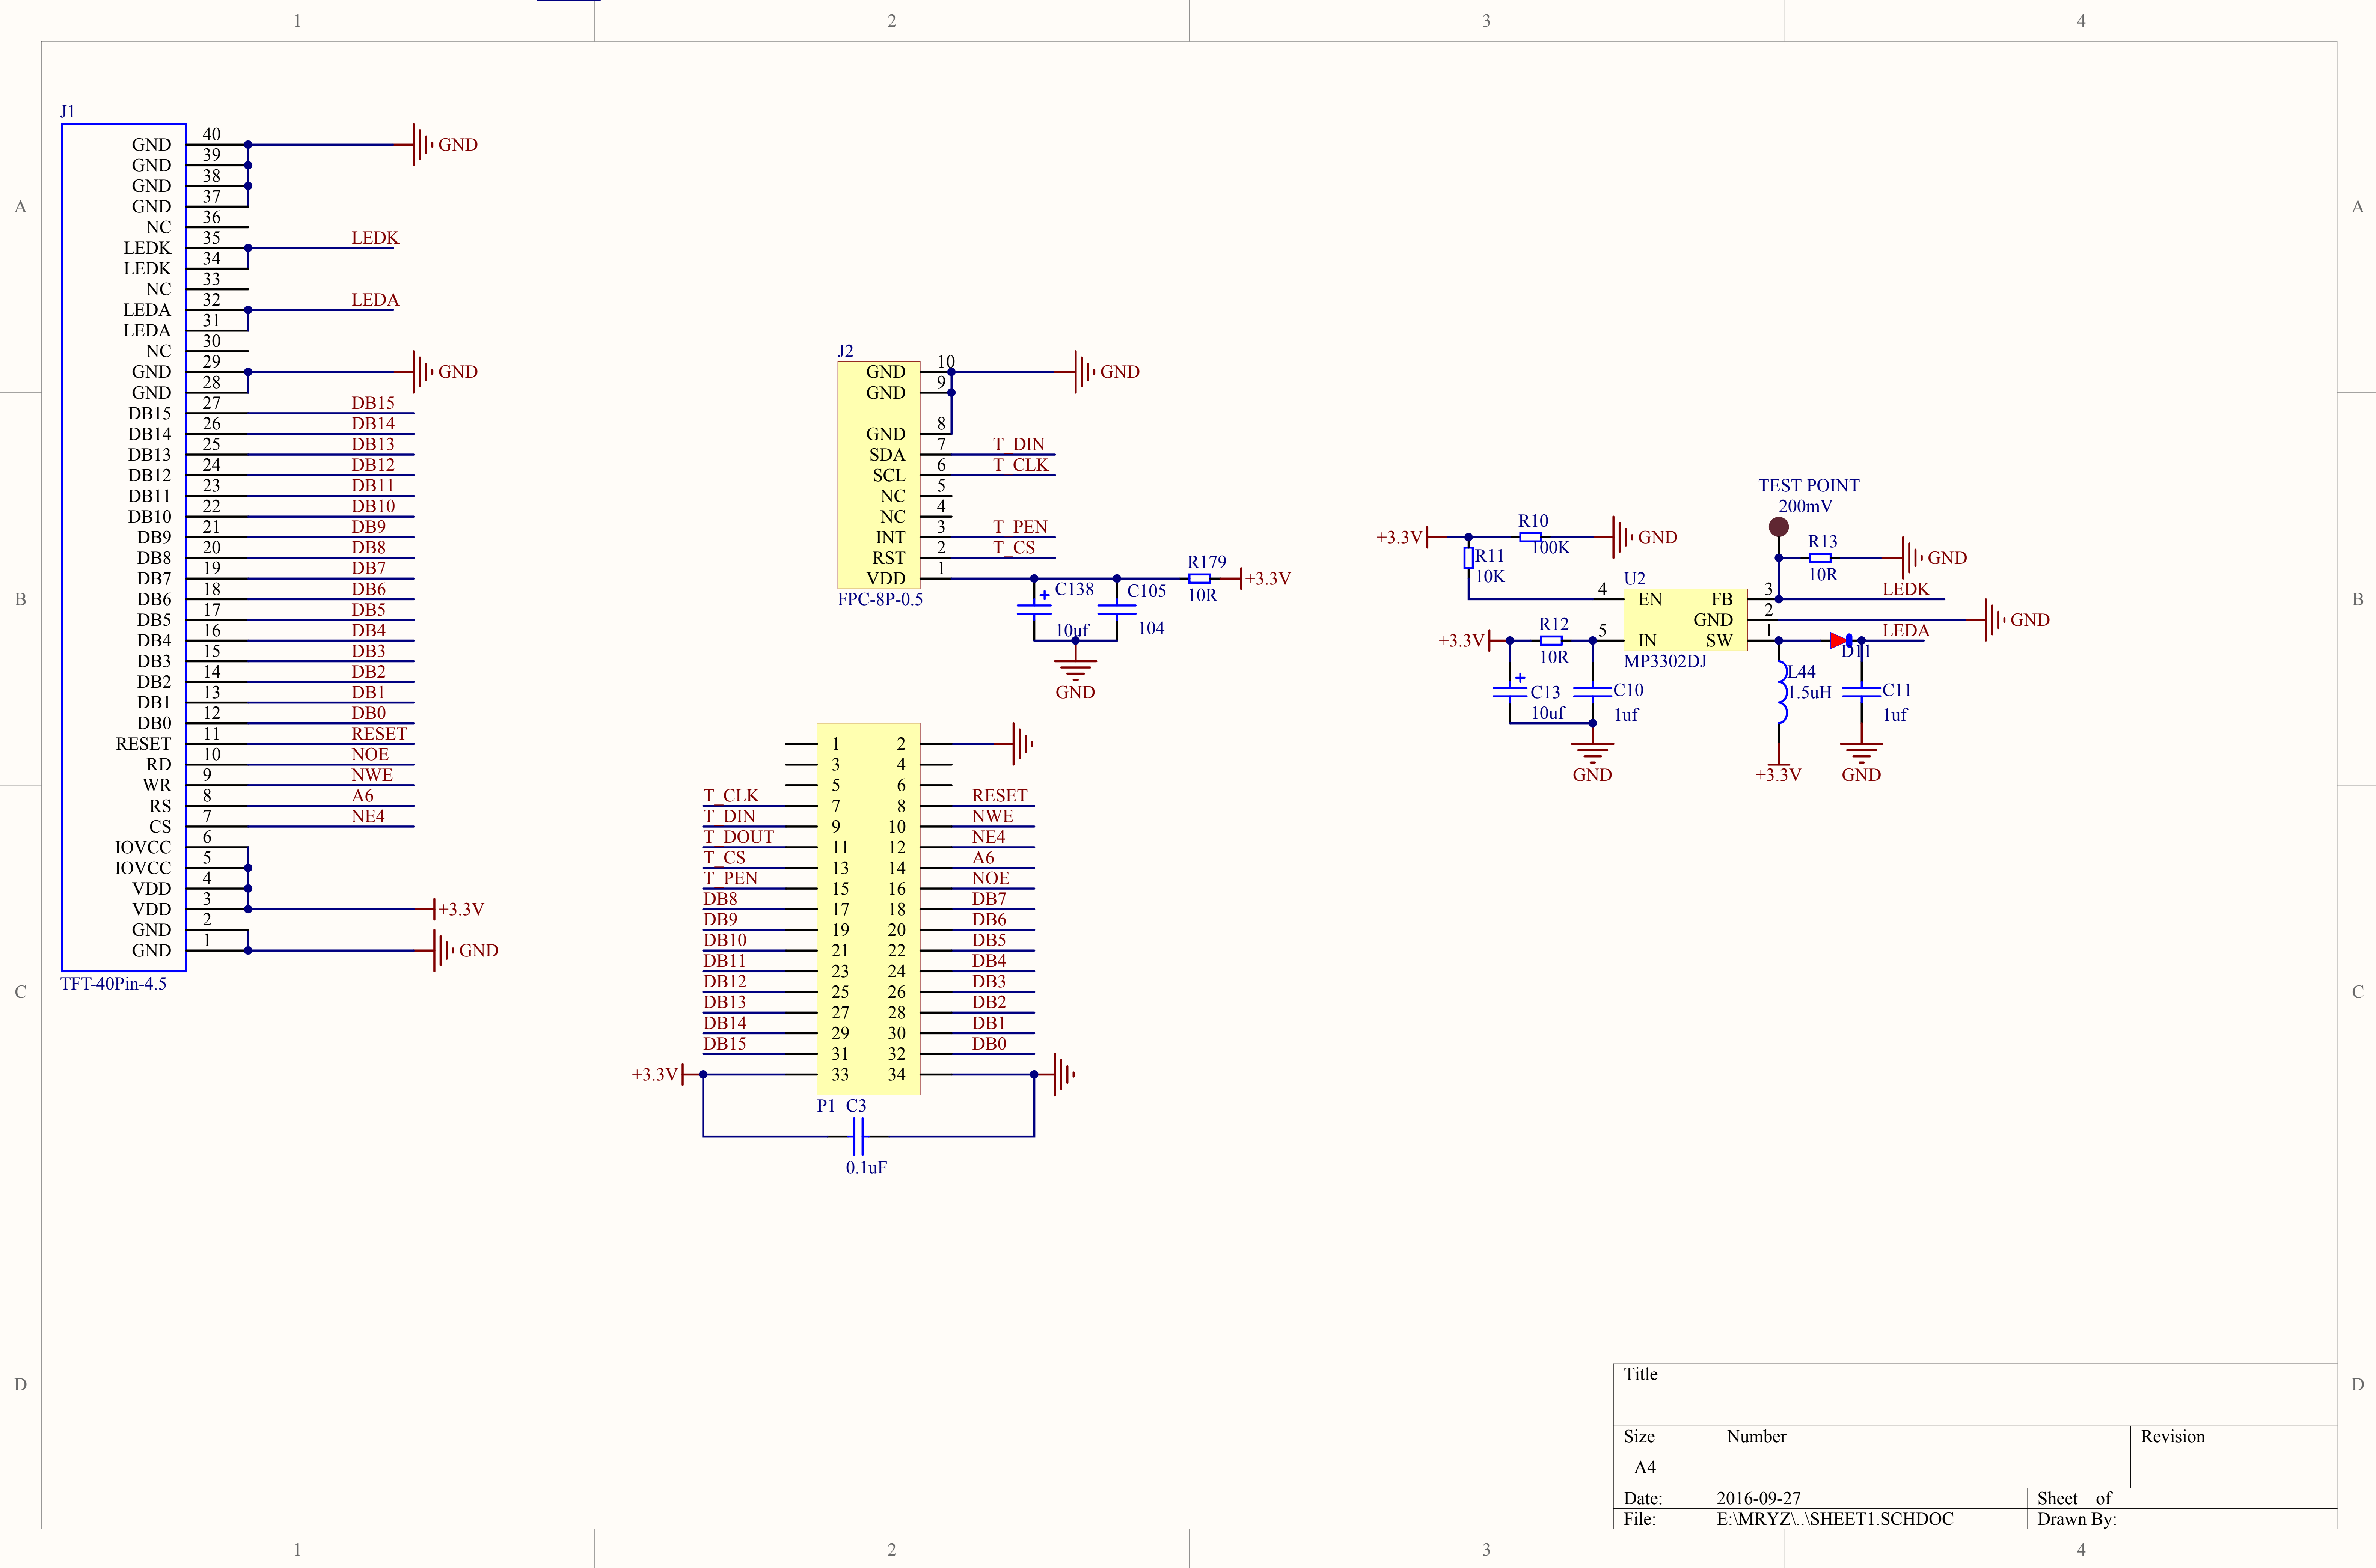 1 2 3 4
A
B
C
D
J1
GND 40
GND 39
GND 38
GND 37
NC 36
LEDK 35 LEDK
LEDK 34
NC 33
LEDA 32 LEDA
LEDA 31
NC 30
GND 29
GND 28
DB15 27 DB15
DB14 26 DB14
DB13 25 DB13
DB12 24 DB12
DB11 23 DB11
DB10 22 DB10
DB9 21 DB9
DB8 20 DB8
DB7 19 DB7
DB6 18 DB6
DB5 17 DB5
DB4 16 DB4
DB3 15 DB3
DB2 14 DB2
DB1 13 DB1
DB0 12 DB0
RESET 11 RESET
RD 10 NOE
WR 9 NWE
RS 8 A6
CS 7 NE4
IOVCC 6
IOVCC 5
VDD 4
VDD 3
GND 2
GND 1
GND
GND
+3.3V
GND
TFT-40Pin-4.5
J2
GND 10 GND
GND 9
GND 8
SDA 7 T_DIN
SCL 6 T_CLK
NC 5
NC 4
INT 3 T_PEN
RST 2 T_CS
VDD 1
FPC-8P-0.5
R179
10R
+3.3V
C138
10uf
C105
104
GND
1 2
3 4
5 6
T_CLK 7 8 RESET
T_DIN 9 10 NWE
T_DOUT 11 12 NE4
T_CS 13 14 A6
T_PEN 15 16 NOE
DB8 17 18 DB7
DB9 19 20 DB6
DB10 21 22 DB5
DB11 23 24 DB4
DB12 25 26 DB3
DB13 27 28 DB2
DB14 29 30 DB1
DB15 31 32 DB0
+3.3V 33 34
P1 C3
0.1uF
TEST POINT
200mV
+3.3V
R10
100K
GND
R11
10K
R13
10R
GND
U2
4 EN FB 3 LEDK
GND 2 GND
5 IN SW 1 LEDA
MP3302DJ
+3.3V
R12
10R
D11
+
C13
10uf
C10
1uf
GND
L44
1.5uH
+3.3V
C11
1uf
GND
Title
Size
A4
Number
Revision
Date: 2016-09-27
Sheet of
File: E:\MRYZ\..\SHEET1.SCHDOC
Drawn By:
A
B
C
D
1 2 3 4